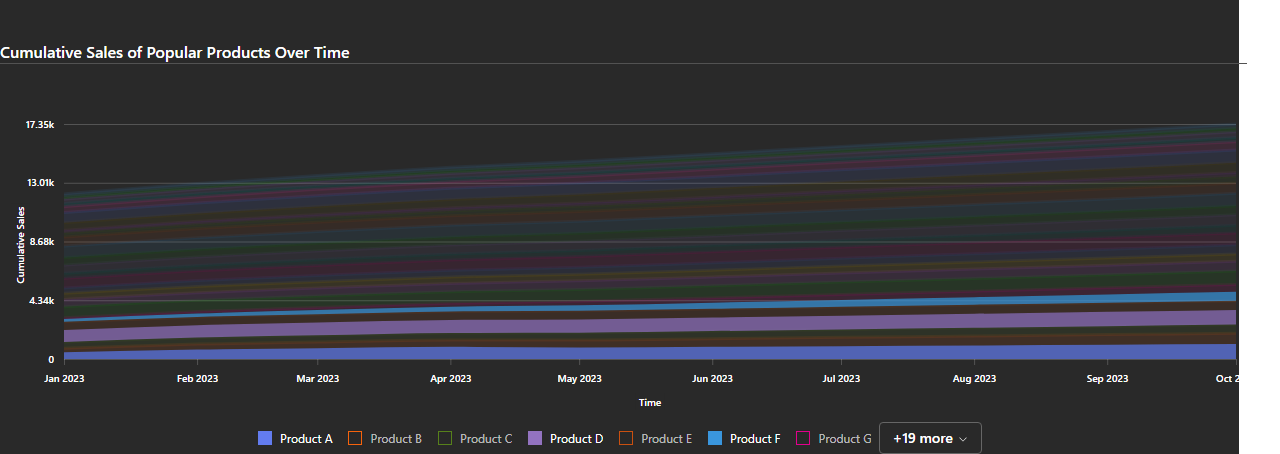 Cumulative Sales of Popular Products Over Time
17.35k
13.01k
8.68k
4.34k
0
Cumulative Sales
Jan 2023 Feb 2023 Mar 2023 Apr 2023 May 2023 Jun 2023 Jul 2023 Aug 2023 Sep 2023 Oct
Time
Product A Product B Product C Product D Product E Product F Product G +19 more